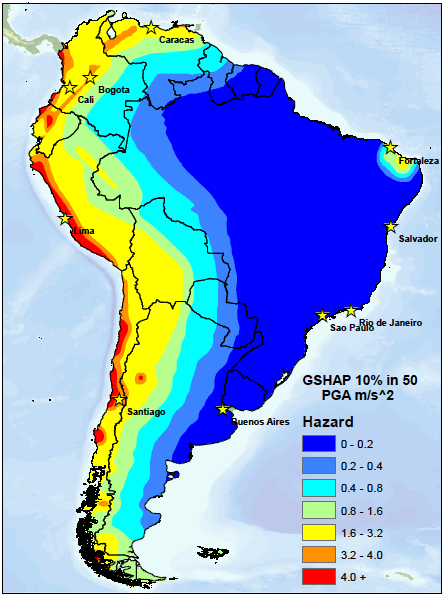 Caracas
Bogota
Cali
Fortaleza
Lima
Salvador
Rio de Janeiro
Sao Paulo
Santiago
Buenos Aires
GSHAP 10% in 50
PGA m/s^2
Hazard
0 - 0.2
0.2 - 0.4
0.4 - 0.8
0.8 - 1.6
1.6 - 3.2
3.2 - 4.0
4.0 +